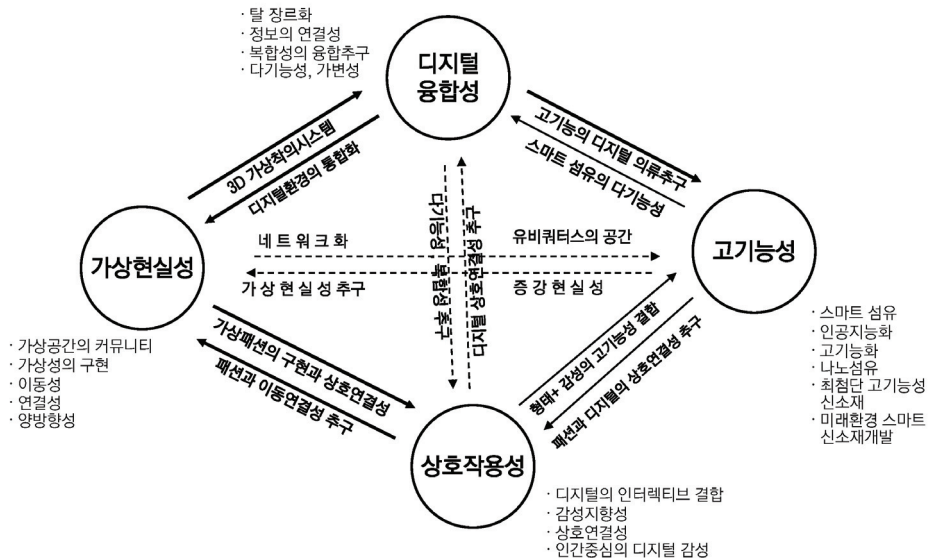 · 탈 장르화
· 정보의 연결성
· 복합성의 융합추구
· 다기능성, 가변성
디지털
융합성
3D 가상착의시스템
디지털환경의 통합화
고기능의 디지털 의류추구
스마트 섬유의 다기능성
가상현실성
네트워크화
유비쿼터스의 공간
가상현실성추구
증강현실성
다기능성, 복합성추구
디지털 상호연결성 추구
고기능성
· 가상공간의 커뮤니티
· 가상성의 구현
· 이동성
· 연결성
· 양방향성
가상패션의 구현과 상호연결성
패션과 이동연결성 추구
형태+ 감성의 고기능성 결합
패션과 디지털의 상호연결성 추구
· 스마트 섬유
· 인공지능화
· 고기능화
· 나노섬유
· 최첨단 고기능성
신소재
· 미래환경 스마트
신소재개발
상호작용성
· 디지털의 인터렉티브 결합
· 감성지향성
· 상호연결성
· 인간중심의 디지털 감성